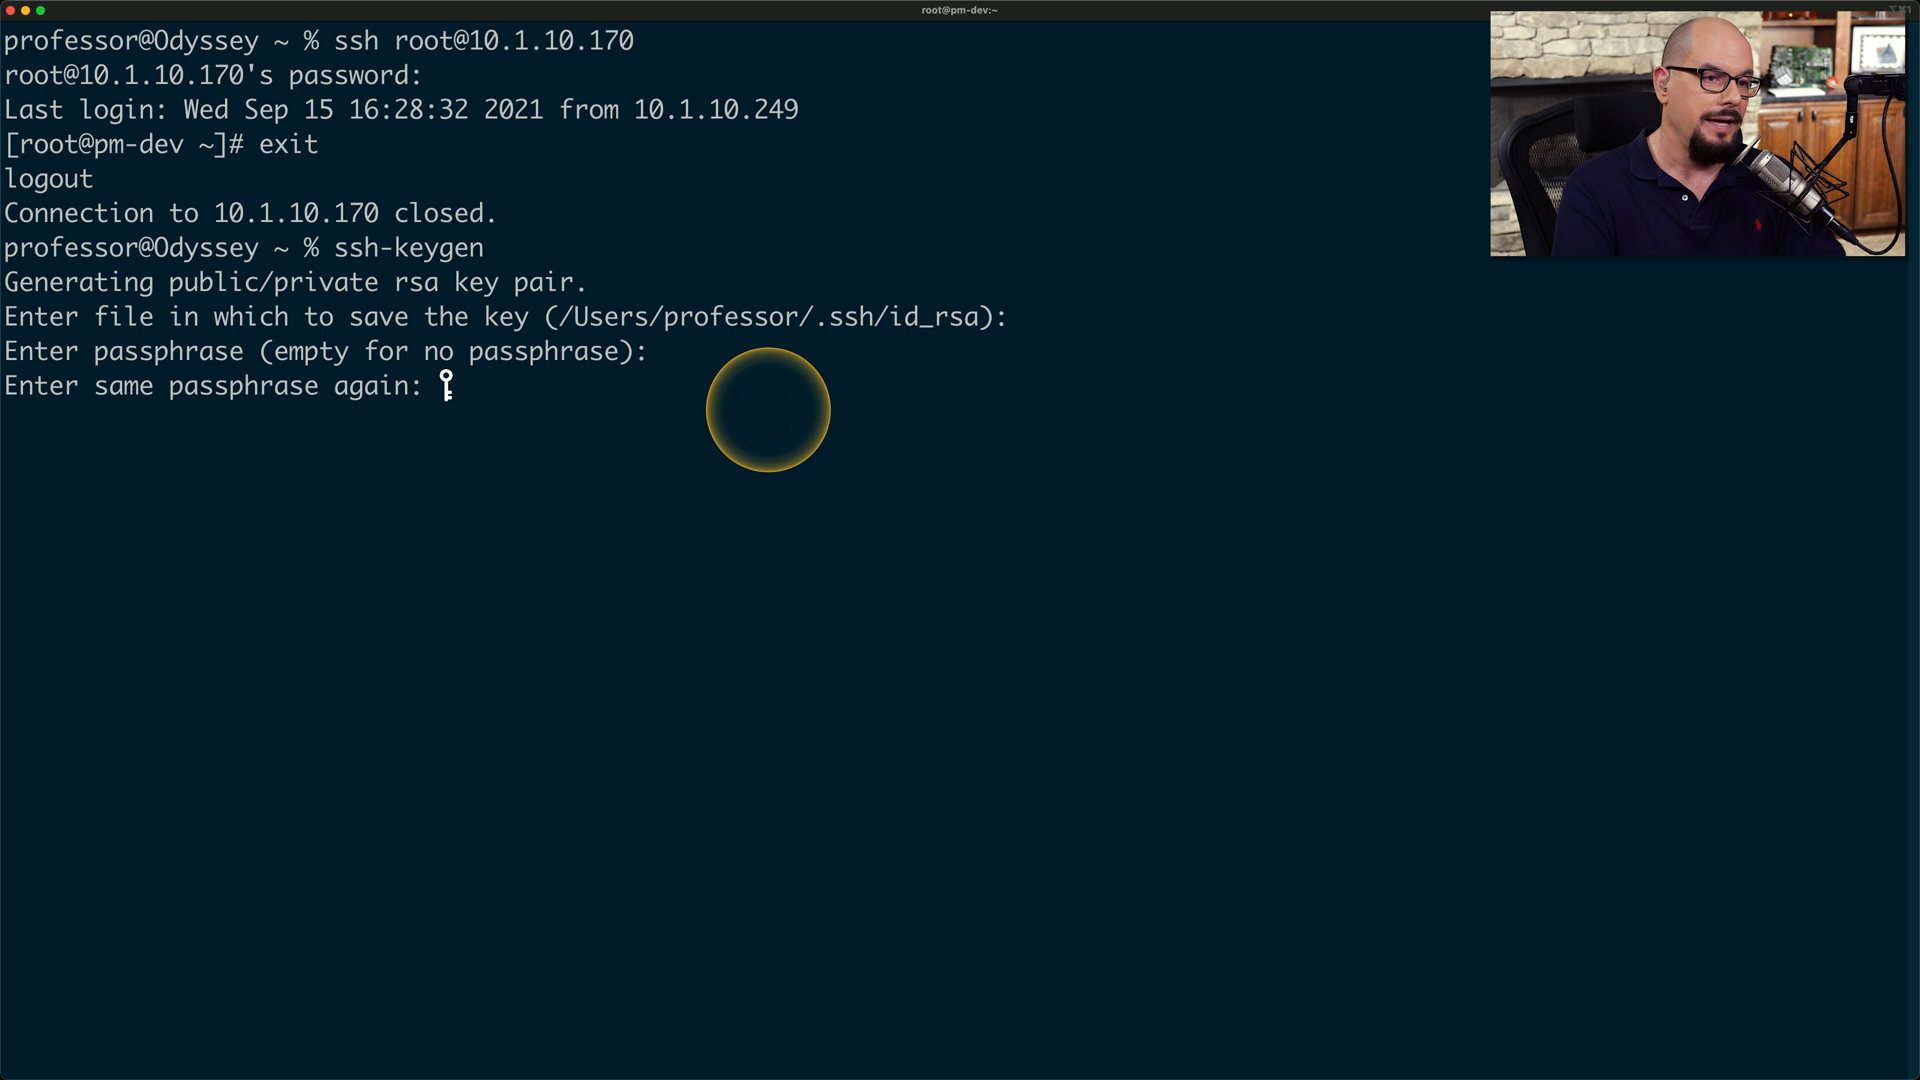 root@pm-dev:~
professor@Odyssey ~ % ssh root@10.1.10.170
root@10.1.10.170's password:
Last login: Wed Sep 15 16:28:32 2021 from 10.1.10.249
[root@pm-dev ~]# exit
logout
Connection to 10.1.10.170 closed.
professor@Odyssey ~ % ssh-keygen
Generating public/private rsa key pair.
Enter file in which to save the key (/Users/professor/.ssh/id_rsa):
Enter passphrase (empty for no passphrase):
Enter same passphrase again: